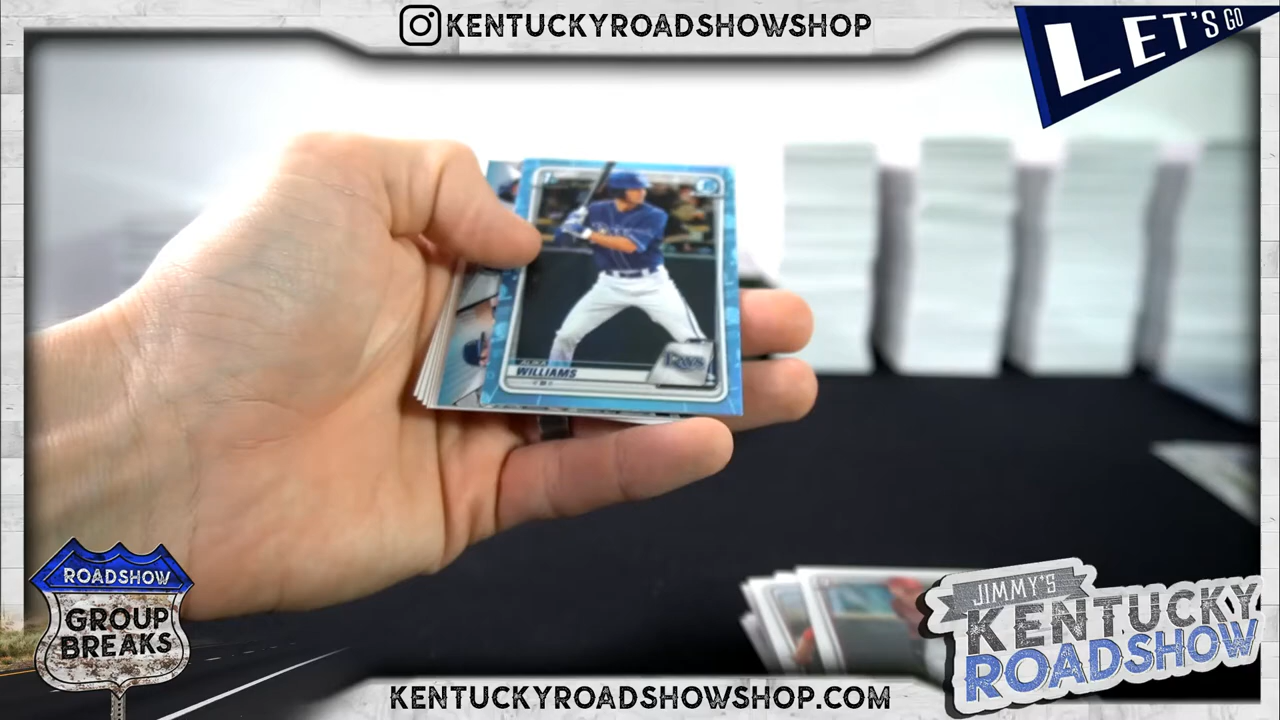 KENTUCKYROADSHOWSHOP
LET'S GO
WILLIAMS
ROADSHOW
GROUP
BREAKS
JIMMY'S
KENTUCKY
ROADSHOW
KENTUCKYROADSHOWSHOP.COM